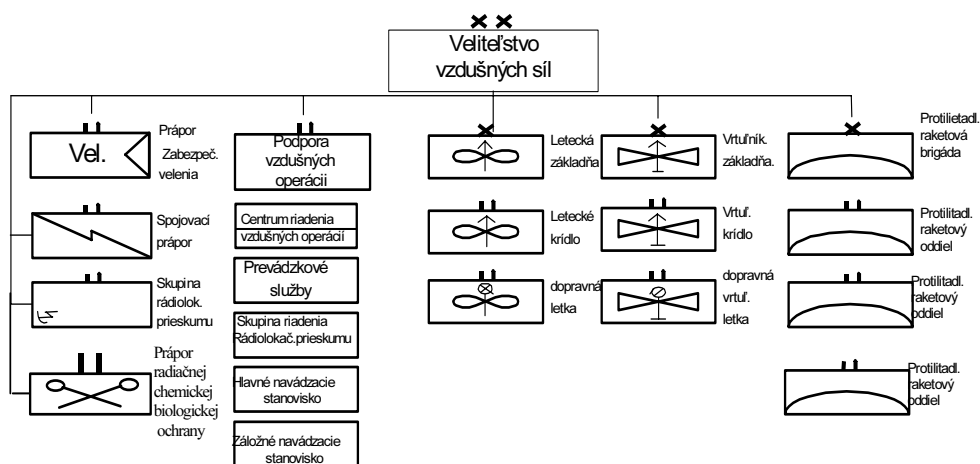 Veliteľstvo
vzdušných síl
Vel.
Prápor
Zabezpeč.
velenia
Spojovací
prápor
Skupina
rádiolok.
prieskumu
Prápor
radiačnej
chemickej
biologickej
ochrany
Podpora
vzdušných
operácii
Centrum riadenia
vzdušných operácií
Prevádzkové
služby
Skupina riadenia
Rádiolokač.prieskumu
Hlavné navádzacie
stanovisko
Záložné navádzacie
stanovisko
Letecká
základňa
Letecké
krídlo
dopravná
letka
Vrtuľník.
základňa.
Vrtuľ.
krídlo
dopravná
vrtuľ.
letka
Protilietadl.
raketová
brigáda
Protilitadl.
raketový
oddiel
Protilitadl.
raketový
oddiel
Protilitadl.
raketový
oddiel